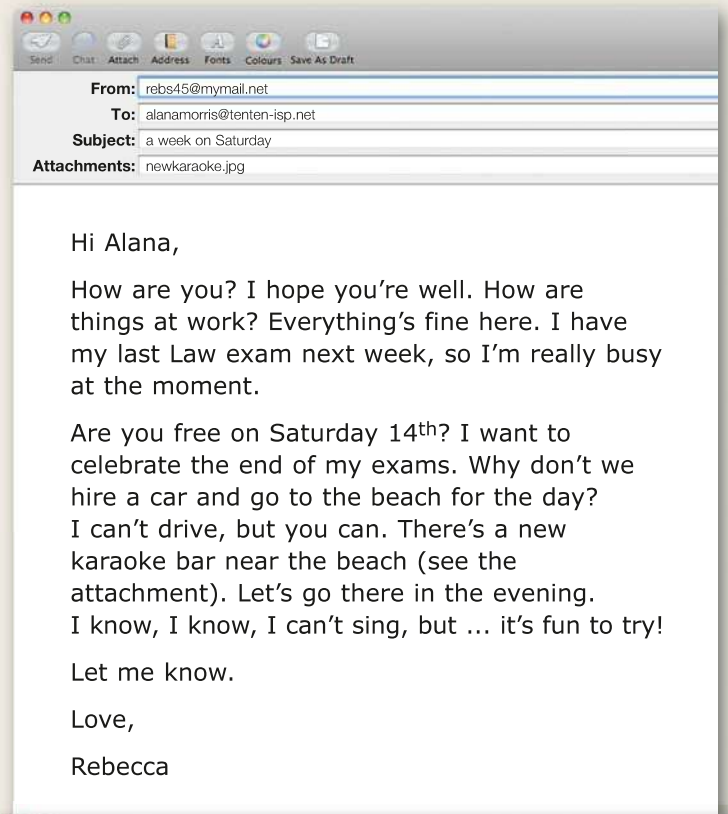 Send Chat Attach Address Fonts Colours Save As Draft
From: rebs45@mymail.net
To: alanamorris@tenten-isp.net
Subject: a week on Saturday
Attachments: newkaraoke.jpg
Hi Alana,
How are you? I hope you’re well. How are
things at work? Everything’s fine here. I have
my last Law exam next week, so I’m really busy
at the moment.
Are you free on Saturday 14th? I want to
celebrate the end of my exams. Why don’t we
hire a car and go to the beach for the day?
I can’t drive, but you can. There’s a new
karaoke bar near the beach (see the
attachment). Let’s go there in the evening.
I know, I know, I can’t sing, but ... it’s fun to try!
Let me know.
Love,
Rebecca